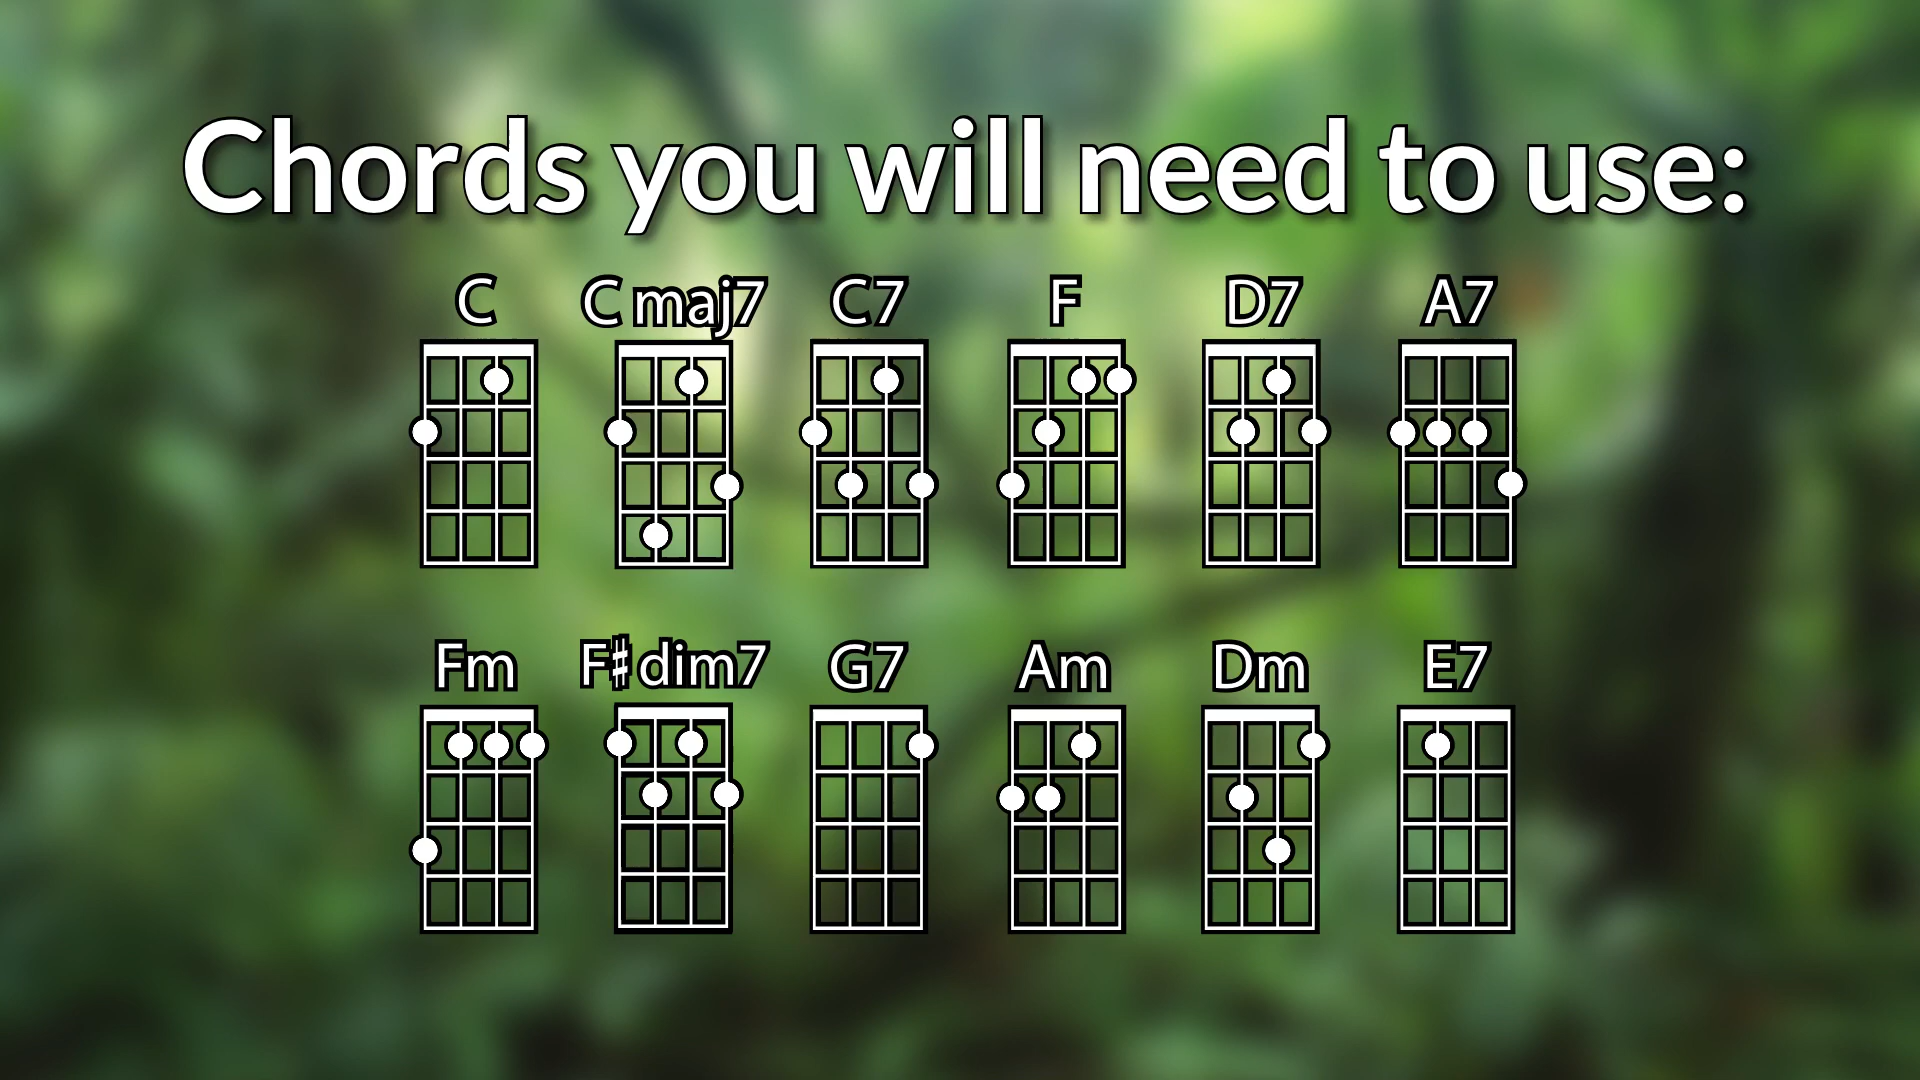 Chords you will need to use:
C C maj7 C7 F D7 A7
Fm F♯dim7 G7 Am Dm E7